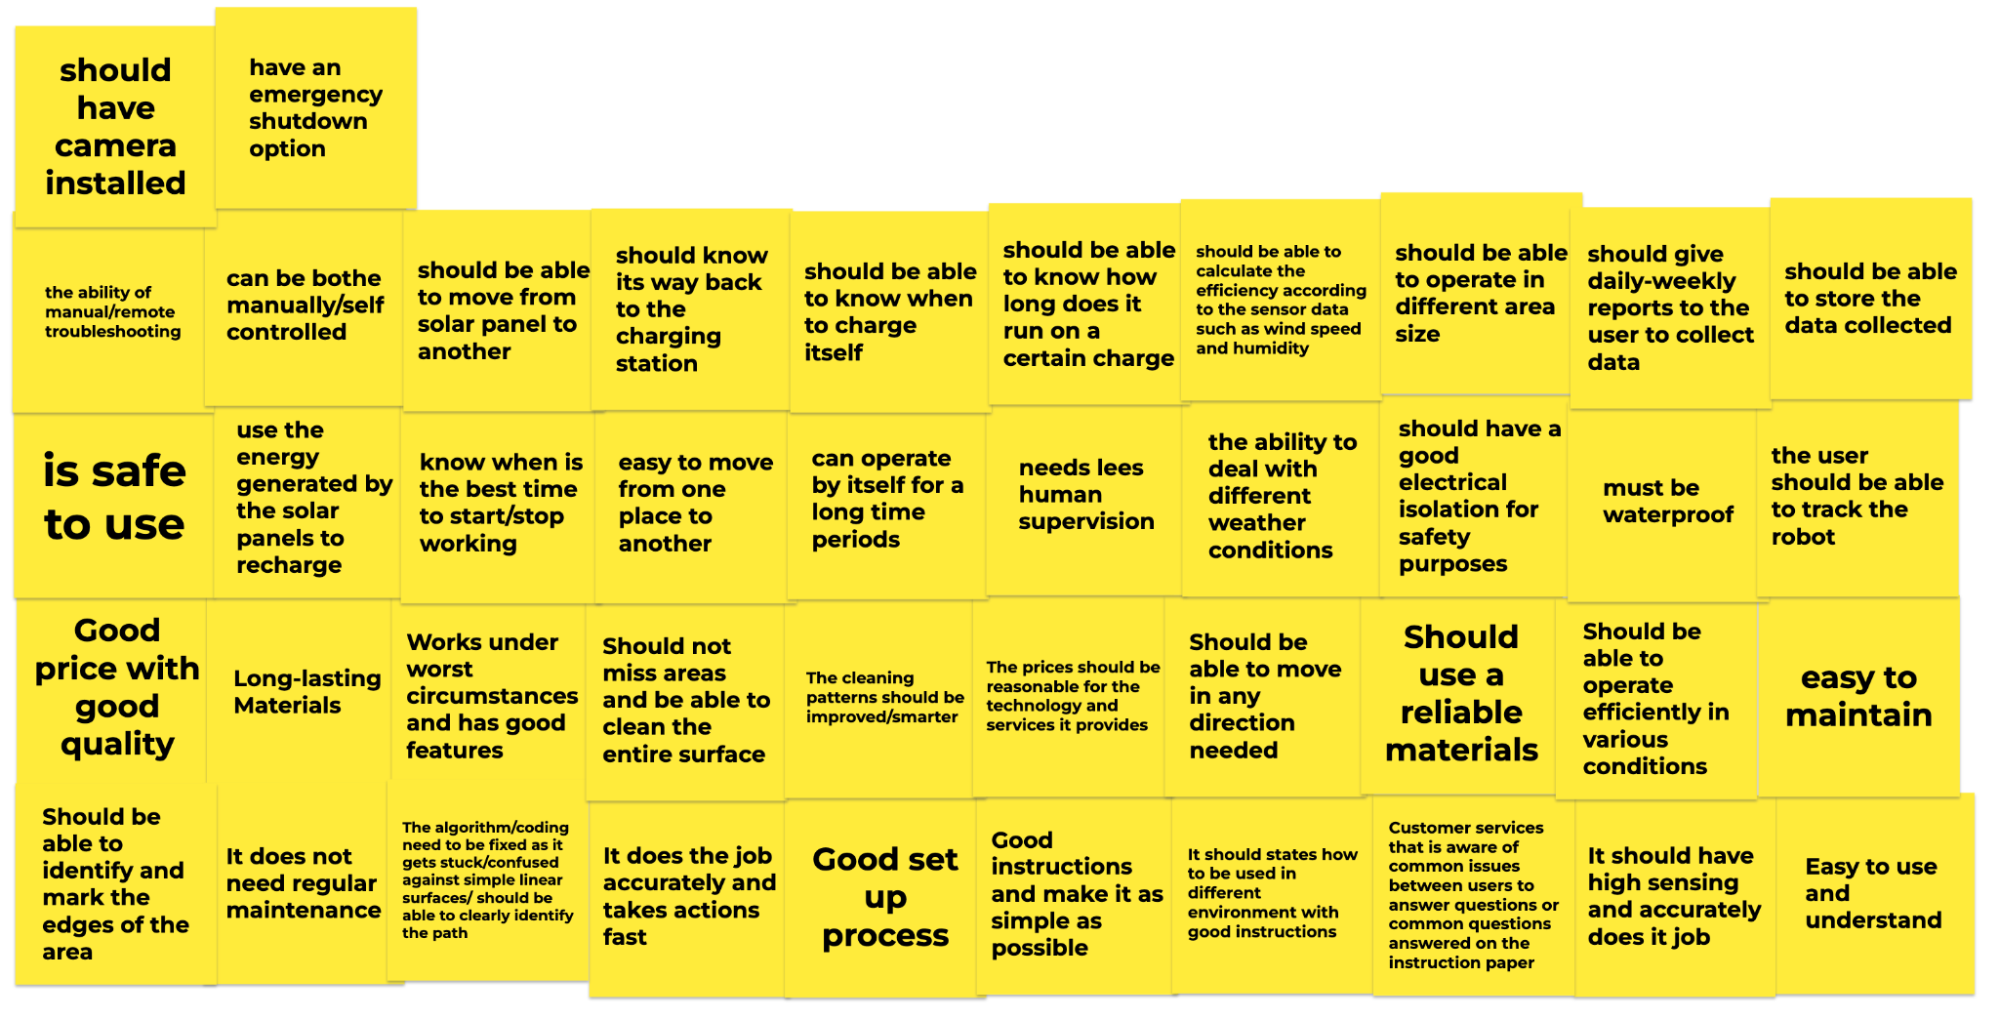 should
have
camera
installed
have an
emergency
shutdown
option
the ability of
manual/remote
troubleshooting
can be bothe
manually/self
controlled
should be able
to move from
solar panel to
another
should know
its way back
to the
charging
station
should be able
to know when
to charge
itself
should be able
to know how
long does it
run on a
certain charge
should be able to
calculate the
efficiency according
to the sensor data
such as wind speed
and humidity
should be able
to operate in
different area
size
should give
daily-weekly
reports to the
user to collect
data
should be able
to store the
data collected
is safe
to use
use the
energy
generated by
the solar
panels to
recharge
know when is
the best time
to start/stop
working
easy to move
from one
place to
another
can operate
by itself for a
long time
periods
needs lees
human
supervision
the ability to
deal with
different
weather
conditions
should have a
good
electrical
isolation for
safety
purposes
must be
waterproof
the user
should be able
to track the
robot
Good
price with
good
quality
Long-lasting
Materials
Works under
worst
circumstances
and has good
features
Should not
miss areas
and be able to
clean the
entire surface
The cleaning
patterns should be
improved/smarter
The prices should be
reasonable for the
technology and
services it provides
Should be
able to move
in any
direction
needed
Should
use a
reliable
materials
Should be
able to
operate
efficiently in
various
conditions
easy to
maintain
Should be
able to
identify and
mark the
edges of the
area
It does not
need regular
maintenance
The algorithm/coding
need to be fixed as it
gets stuck/confused
against simple linear
surfaces/ should be
able to clearly identify
the path
It does the job
accurately and
takes actions
fast
Good set
up
process
Good
instructions
and make it as
simple as
possible
It should states how
to be used in
different
environment with
good instructions
Customer services
that is aware of
common issues
between users to
answer questions or
common questions
answered on the
instruction paper
It should have
high sensing
and accurately
does it job
Easy to use
and
understand